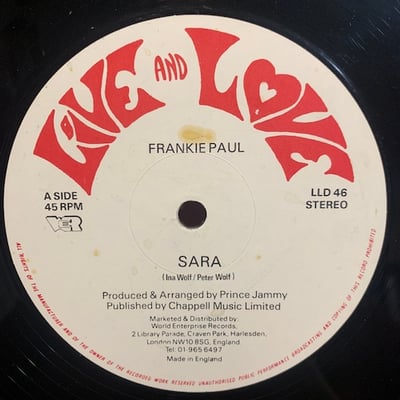 LIVE AND LOVE
FRANKIE PAUL
A SIDE
45 RPM
WER
LLD 46
STEREO
SARA
(Ina Wolf/Peter Wolf)
Produced & Arranged by Prince Jammy
Published by Chappell Music Limited
Marketed & Distributed by:
World Enterprise Records,
2 Library Parade, Craven Park, Harlesden,
London NW10 8SG, England
Tel: 01-965 6497
Made in England
ALL RIGHTS OF THE MANUFACTURER AND OF THE OWNER OF THE RECORDED WORK RESERVED UNAUTHORISED PUBLIC PERFORMANCE BROADCASTING AND COPYING OF THIS RECORD PROHIBITED